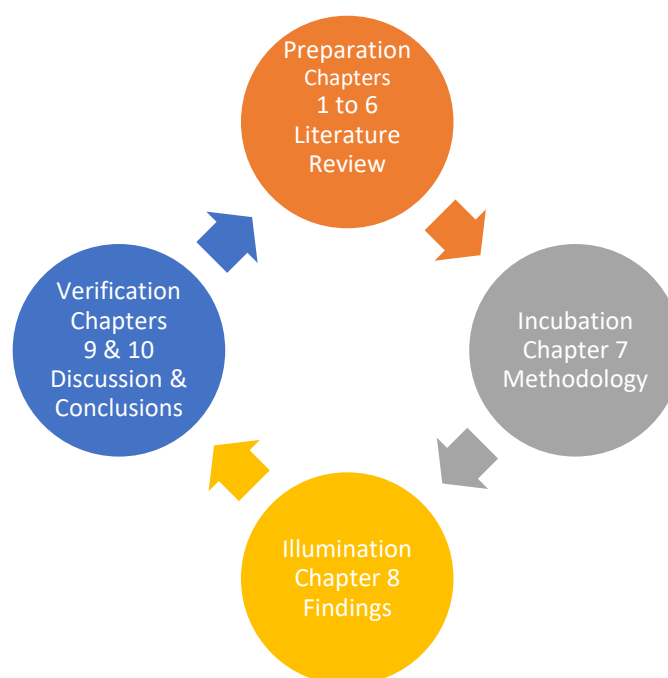 Preparation
Chapters
1 to 6
Literature
Review
Incubation
Chapter 7
Methodology
Illumination
Chapter 8
Findings
Verification
Chapters
9 & 10
Discussion &
Conclusions